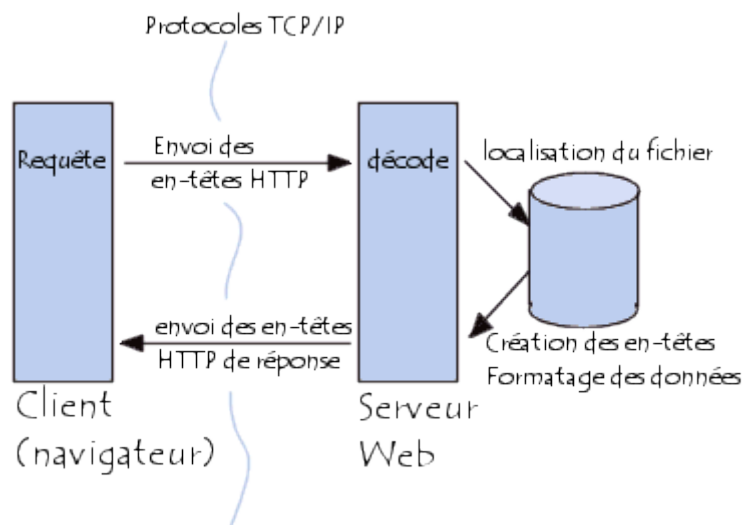 Protocoles TCP/IP
Requête
Envoi des
en-têtes HTTP
décode
localisation du fichier
envoi des en-têtes
HTTP de réponse
Création des en-têtes
Formatage des données
Client
(navigateur)
Serveur
Web